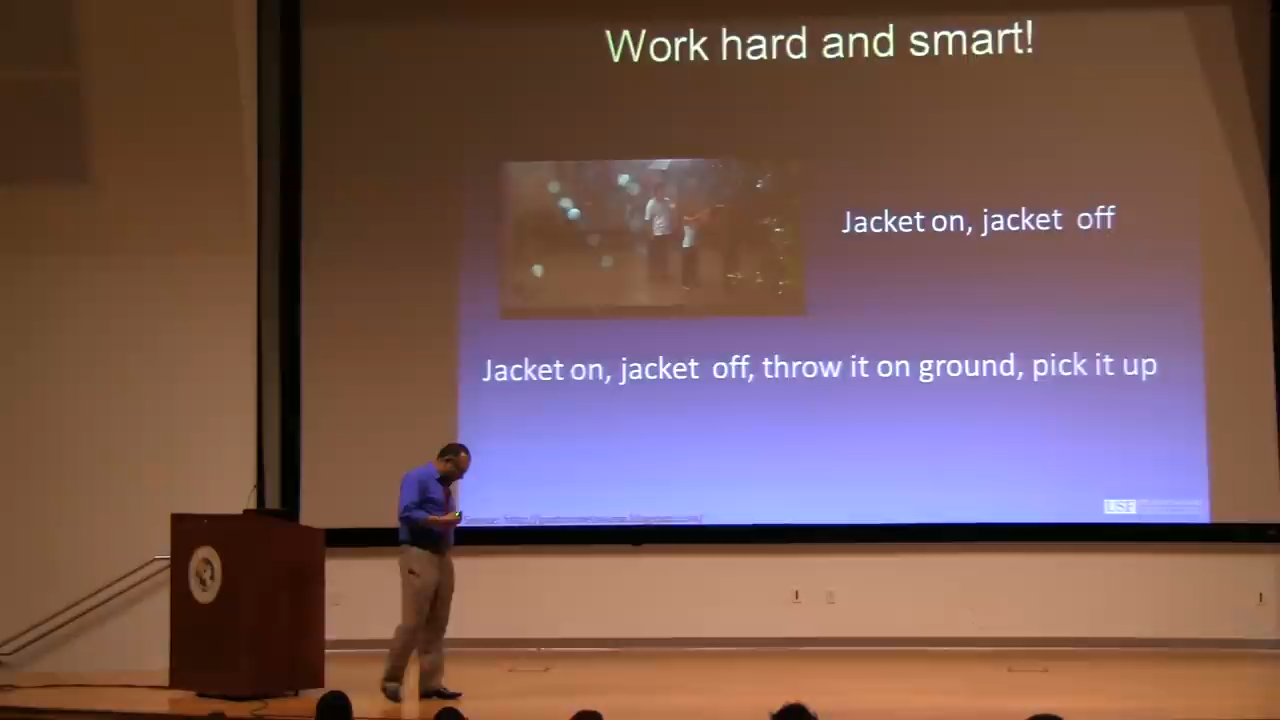 Work hard and smart!
Jacket on, jacket off
Jacket on, jacket off, throw it on ground, pick it up
USF